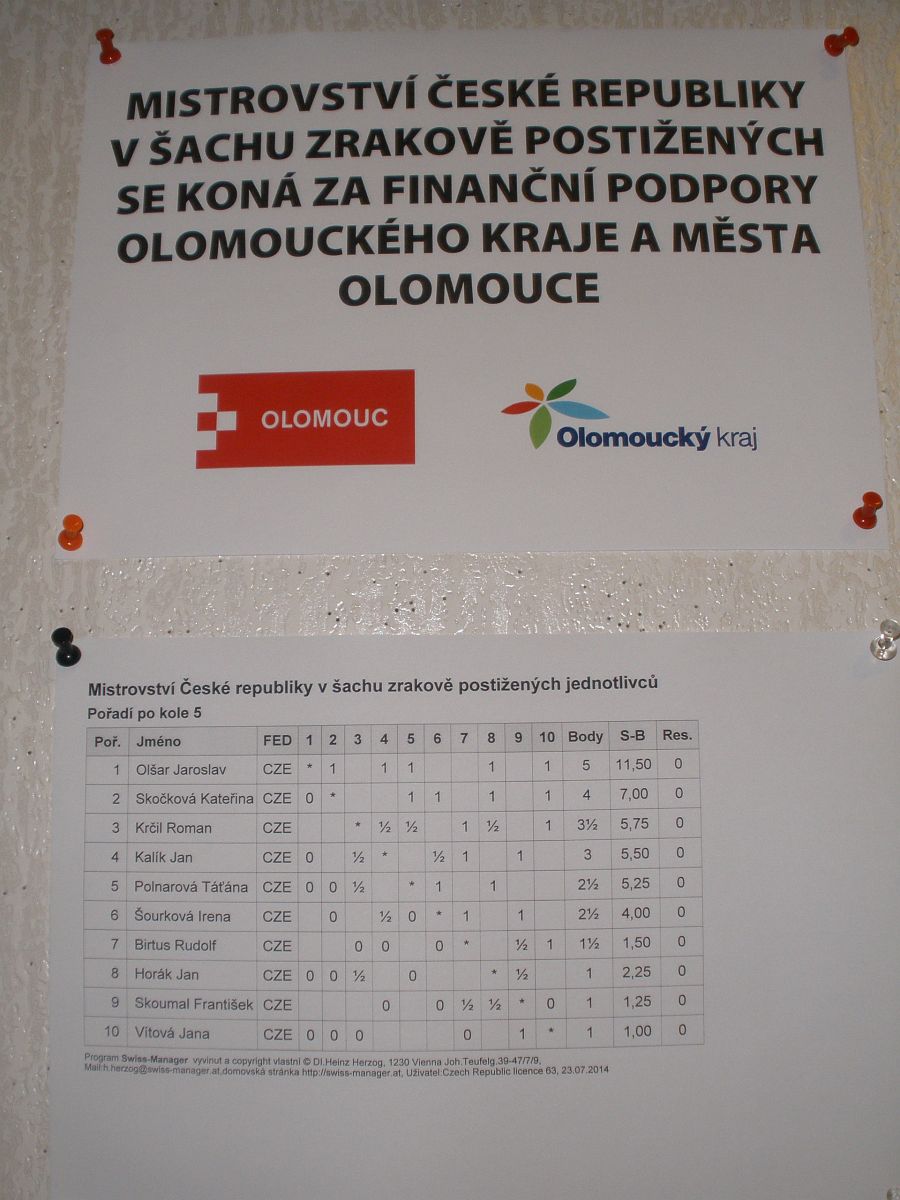 MISTROVSTVÍ ČESKÉ REPUBLIKY
V ŠACHU ZRAKOVĚ POSTIŽENÝCH
SE KONÁ ZA FINANČNÍ PODPORY
OLOMOUCKÉHO KRAJE A MĚSTA
OLOMOUCE
OLOMOUC
Olomoucký kraj
Mistrovství České republiky v šachu zrakově postižených jednotlivců
Pořadí po kole 5
Poř. Jméno FED 1 2 3 4 5 6 7 8 9 10 Body S-B Res.
1 Olšar Jaroslav CZE * 1 1 1 1 1 5 11,50 0
2 Skočková Kateřina CZE 0 * 1 1 1 1 4 7,00 0
3 Krčil Roman CZE * ½ ½ 1 ½ 1 3½ 5,75 0
4 Kalík Jan CZE 0 ½ * ½ 1 1 3 5,50 0
5 Polnarová Táťána CZE 0 0 ½ * 1 1 2½ 5,25 0
6 Šourková Irena CZE 0 ½ 0 * 1 1 2½ 4,00 0
7 Birtus Rudolf CZE 0 0 0 * ½ 1 1½ 1,50 0
8 Horák Jan CZE 0 0 ½ 0 * ½ 1 2,25 0
9 Skoumal František CZE 0 0 ½ ½ * 0 1 1,25 0
10 Vítová Jana CZE 0 0 0 0 1 * 1 1,00 0
Program Swiss-Manager vyvinut a copyright vlastní © DI.Heinz Herzog, 1230 Vienna Joh.Teufelg.39-47/7/9,
Mail:h.herzog@swiss-manager.at,domovská stránka http://swiss-manager.at, Uživatel:Czech Republic licence 63, 23.07.2014